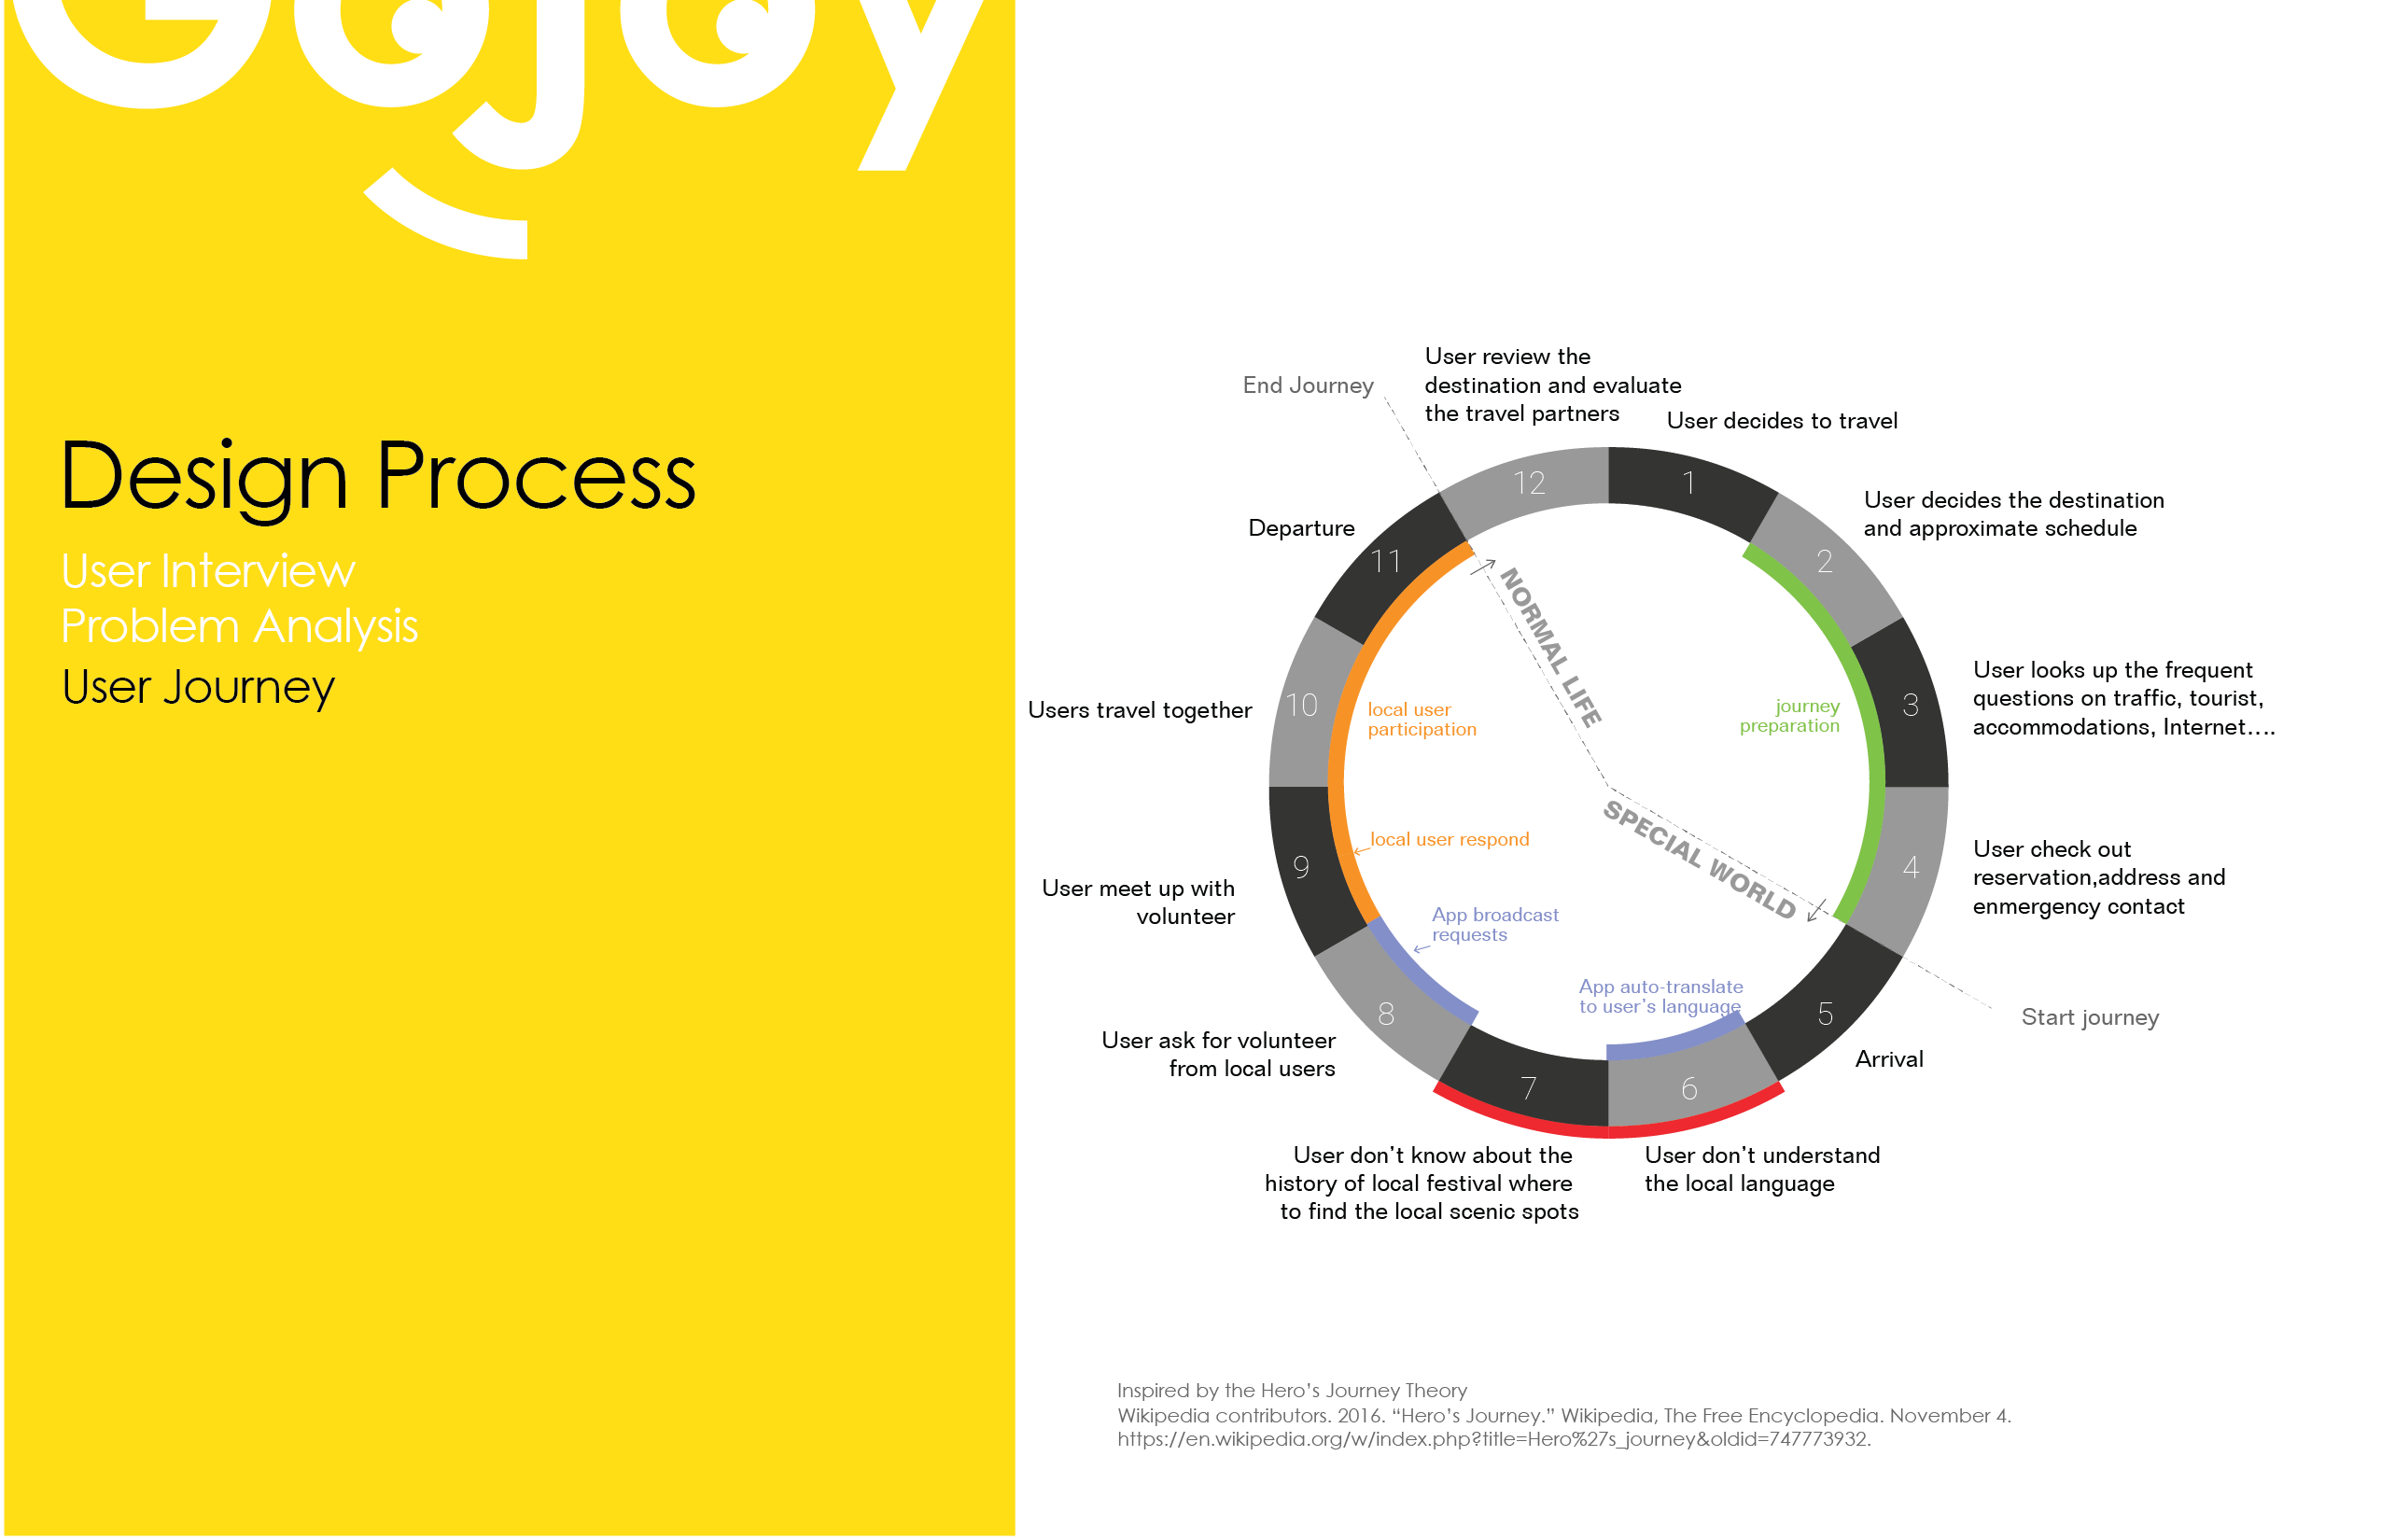 Gojoy
Design Process
User Interview
Problem Analysis
User Journey
End Journey
User review the
destination and evaluate
the travel partners
User decides to travel
User decides the destination
and approximate schedule
User looks up the frequent
questions on traffic, tourist,
accommodations, Internet....
User check out
reservation,address and
enmergency contact
Start journey
Arrival
User don’t understand
the local language
User don’t know about the
history of local festival where
to find the local scenic spots
User ask for volunteer
from local users
User meet up with
volunteer
Users travel together
Departure
12
1
2
3
4
5
6
7
8
9
10
11
NORMAL LIFE
SPECIAL WORLD
journey
preparation
local user
participation
local user respond
App broadcast
requests
App auto-translate
to user’s language
Inspired by the Hero’s Journey Theory
Wikipedia contributors. 2016. “Hero’s Journey.” Wikipedia, The Free Encyclopedia. November 4.
https://en.wikipedia.org/w/index.php?title=Hero%27s_journey&oldid=747773932.